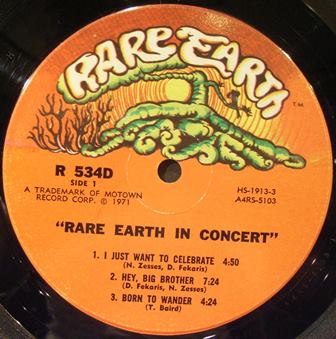 RARE EARTH
T.M.
R 534D
SIDE 1
A TRADEMARK OF MOTOWN
RECORD CORP. © 1971
HS-1913-3
A4RS-5103
"RARE EARTH IN CONCERT"
1. I JUST WANT TO CELEBRATE 4:50
(N. Zesses, D. Fekaris)
2. HEY, BIG BROTHER 7:24
(D. Fekaris, N. Zesses)
3. BORN TO WANDER 4:24
(T. Baird)